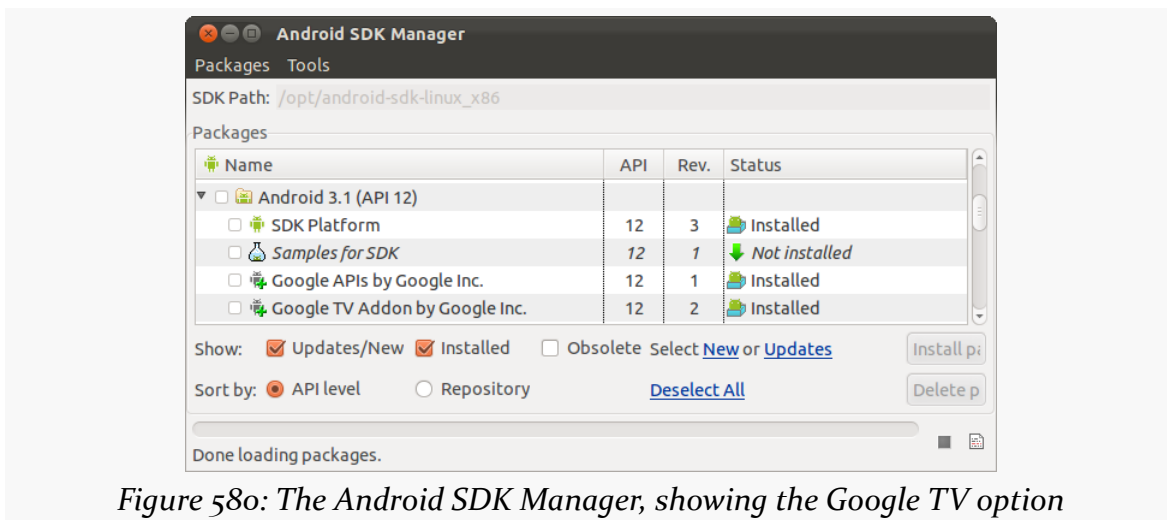 Android SDK Manager
Packages Tools
SDK Path: /opt/android-sdk-linux_x86
Packages
Name API Rev. Status
Android 3.1 (API 12)
SDK Platform 12 3 Installed
Samples for SDK 12 1 Not installed
Google APIs by Google Inc. 12 1 Installed
Google TV Addon by Google Inc. 12 2 Installed
Show: Updates/New Installed Obsolete Select New or Updates Install pa
Sort by: API level Repository Deselect All Delete p
Done loading packages.
Figure 580: The Android SDK Manager, showing the Google TV option